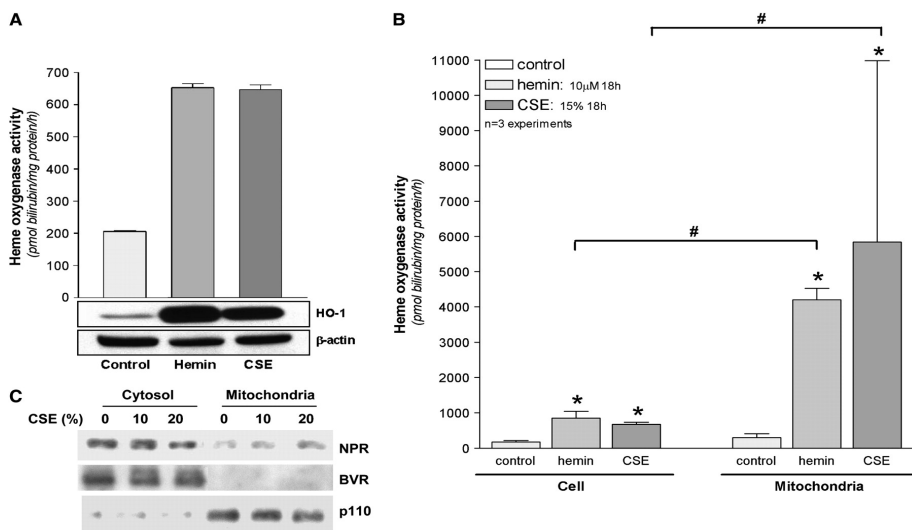 A
Heme oxygenase activity
(pmol bilirubin/mg protein/h)
700
600
500
400
300
200
100
0
HO-1
β-actin
Control Hemin CSE
B
#
#
Heme oxygenase activity
(pmol bilirubin/mg protein/h)
11000
10000
9000
8000
7000
6000
5000
4000
3000
2000
1000
0
control
hemin: 10µM 18h
CSE: 15% 18h
n=3 experiments
* * * *
control hemin CSE control hemin CSE
Cell Mitochondria
C
Cytosol Mitochondria
CSE (%) 0 10 20 0 10 20
NPR
BVR
p110